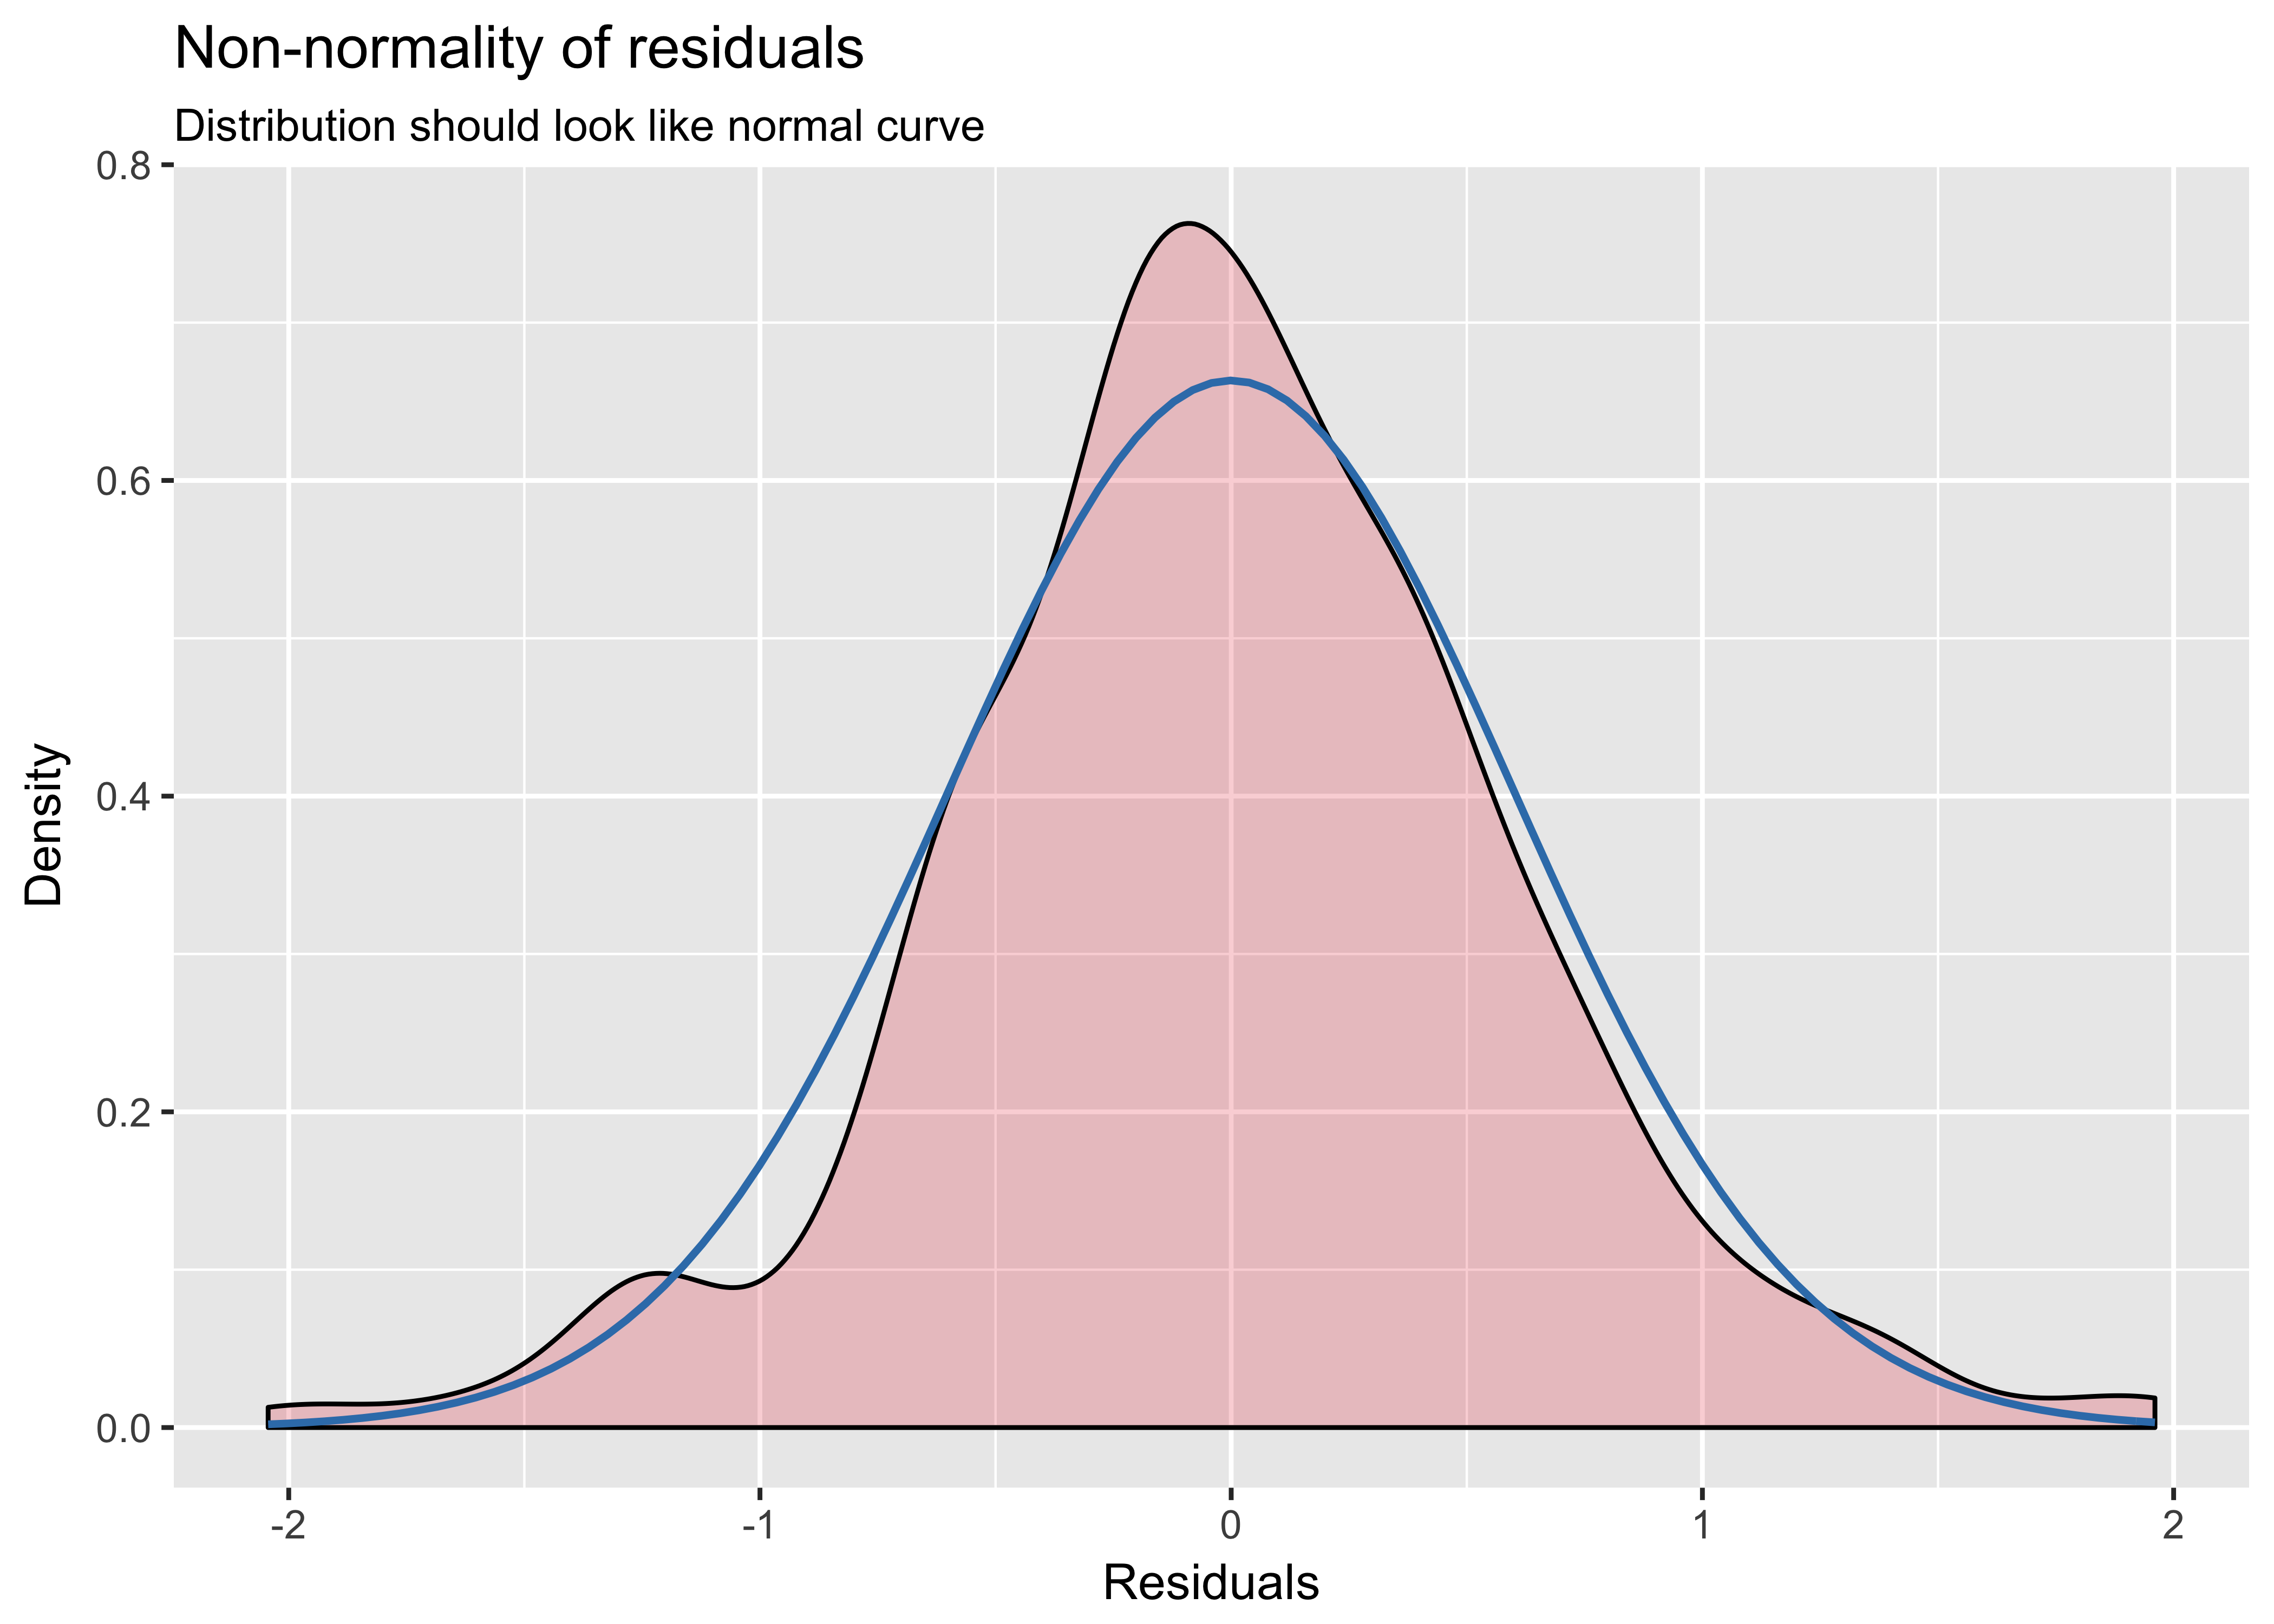 Non-normality of residuals
Distribution should look like normal curve
0.8
0.6
0.4
0.2
0.0
Density
-2 -1 0 1 2
Residuals